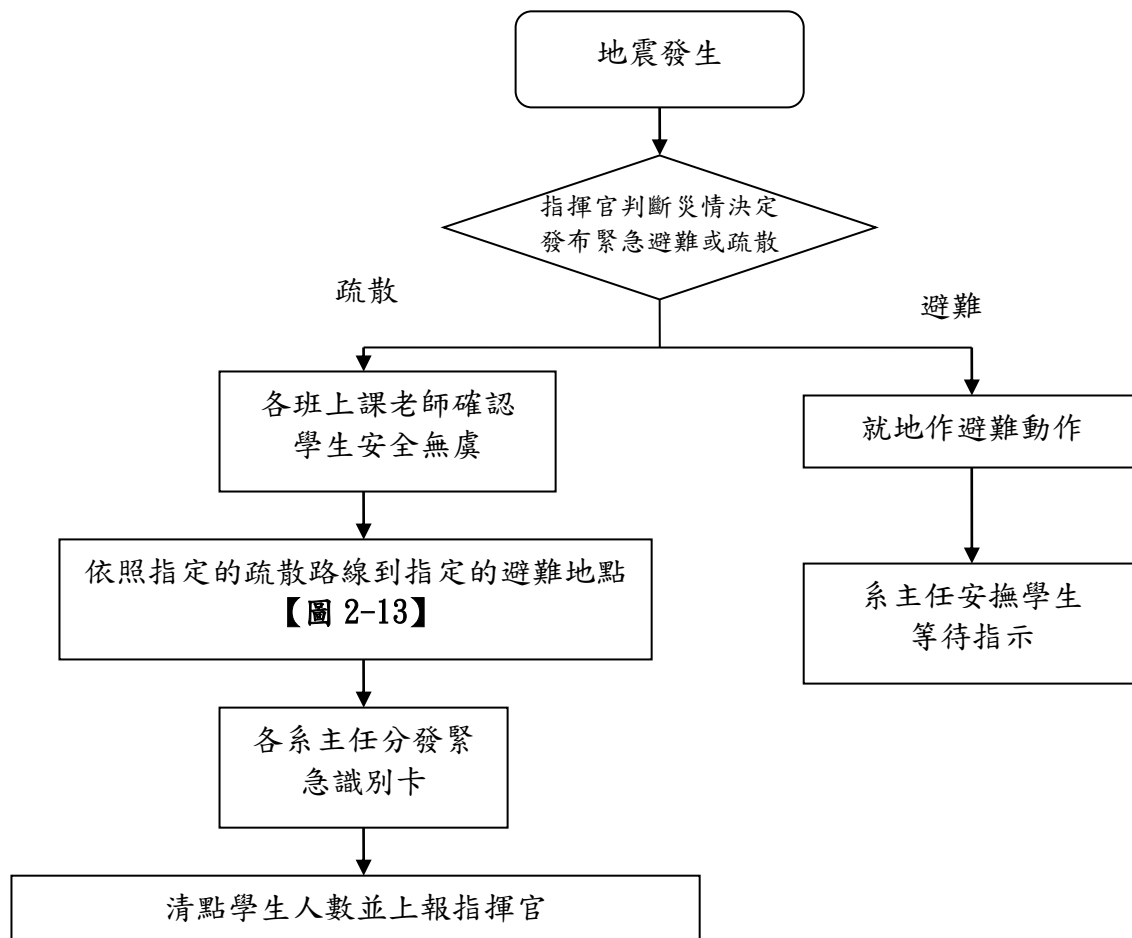 地震發生
指揮官判斷災情決定
發布緊急避難或疏散
疏散
避難
各班上課老師確認
學生安全無虞
就地作避難動作
依照指定的疏散路線到指定的避難地點
【圖 2-13】
系主任安撫學生
等待指示
各系主任分發緊
急識別卡
清點學生人數並上報指揮官